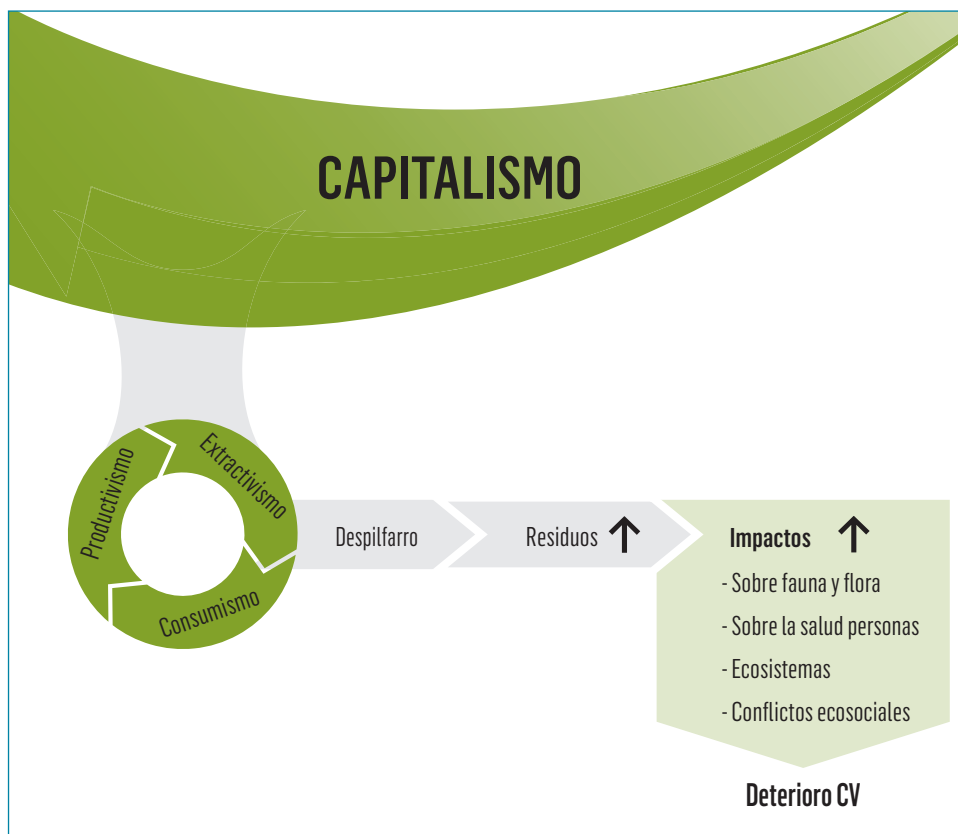 CAPITALISMO
Productivismo
Extractivismo
Consumismo
Despilfarro
Residuos ↑
Impactos ↑
- Sobre fauna y flora
- Sobre la salud personas
- Ecosistemas
- Conflictos ecosociales
Deterioro CV